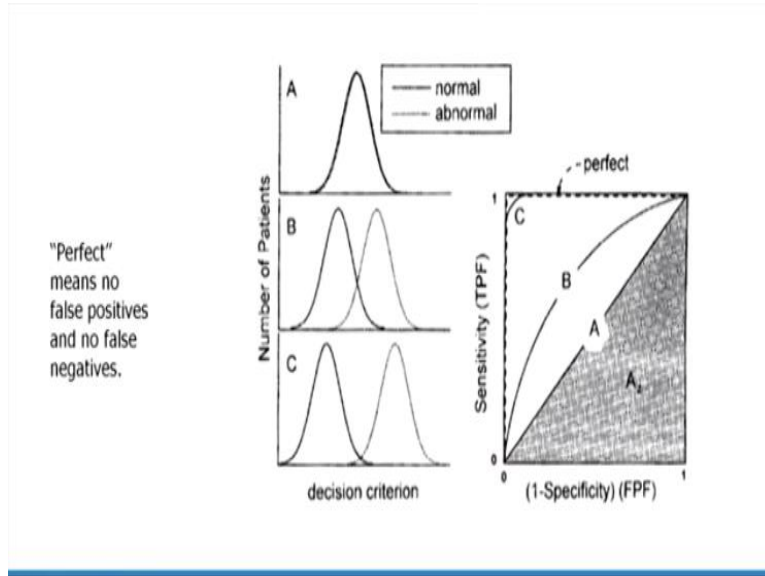 "Perfect"
means no
false positives
and no false
negatives.
Number of Patients
A
normal
abnormal
B
C
decision criterion
perfect
Sensitivity (TPF)
1
C
B
A
A₂
0
0
1
(1-Specificity) (FPF)